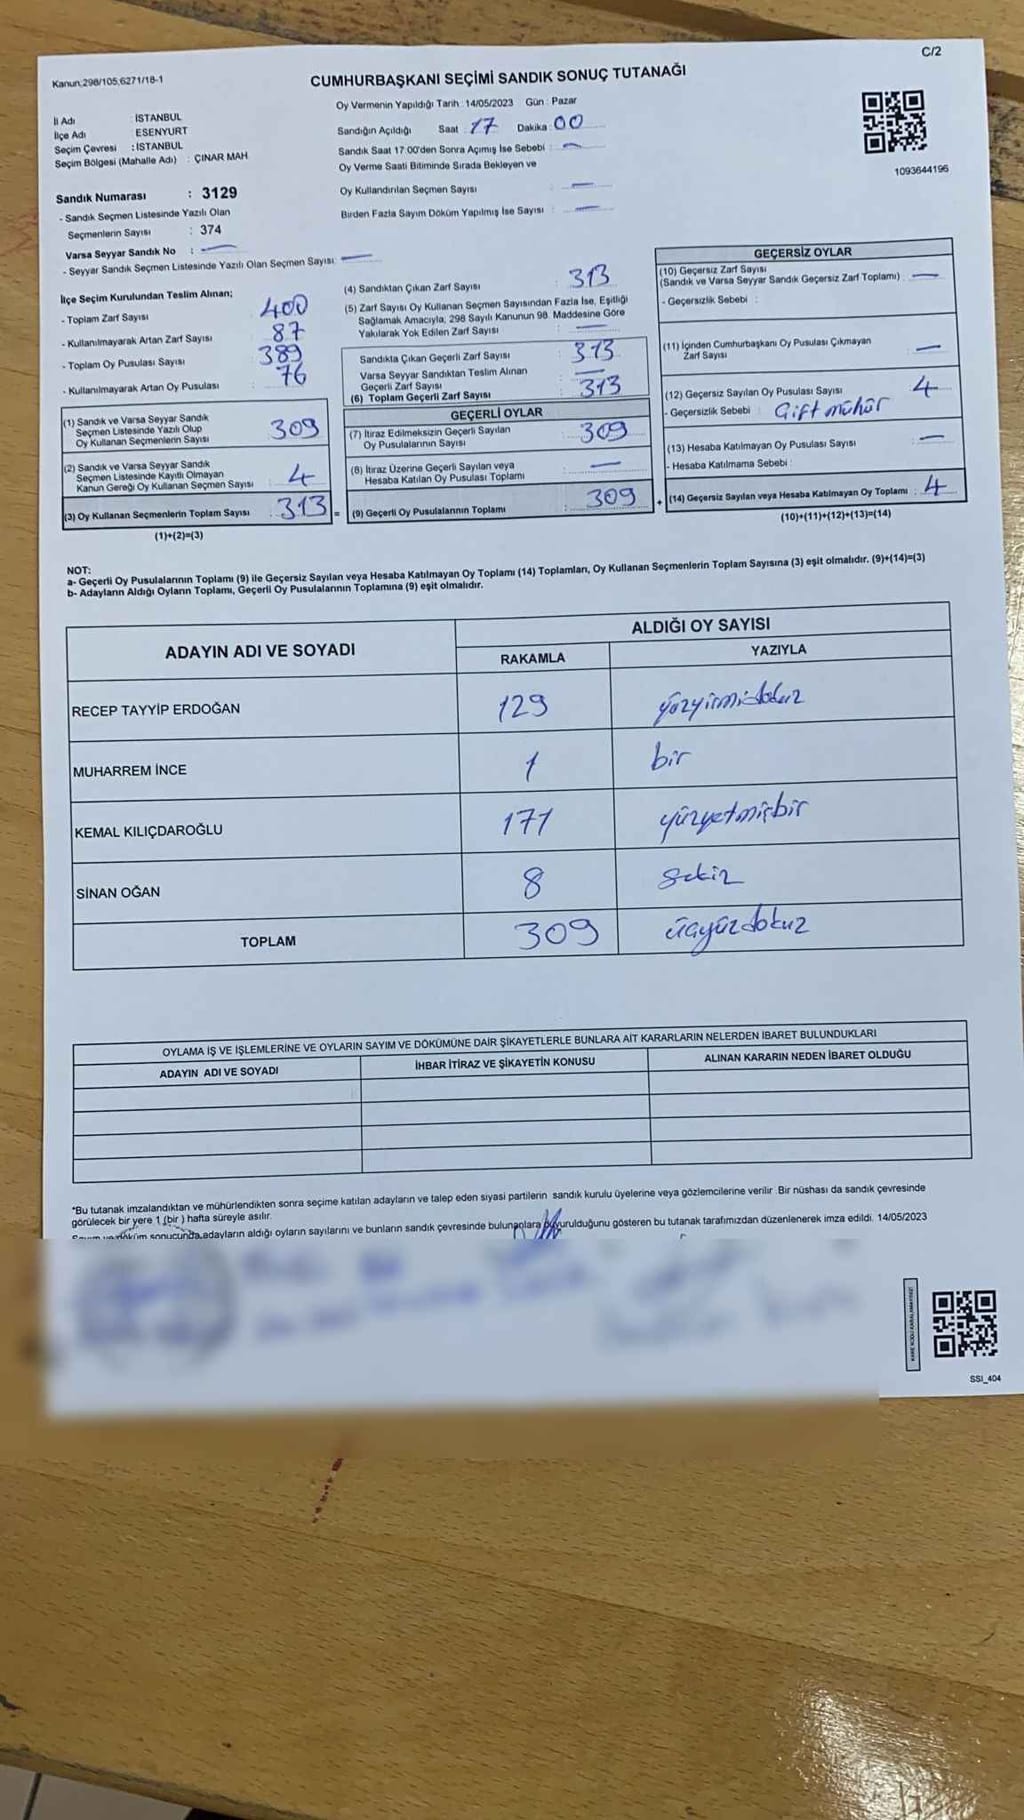 C/2
Kanun:298/105,6271/18-1
CUMHURBAŞKANI SEÇİMİ SANDIK SONUÇ TUTANAĞI
İl Adı : İSTANBUL
İlçe Adı : ESENYURT
Seçim Çevresi : İSTANBUL
Seçim Bölgesi (Mahalle Adı) : ÇINAR MAH
Oy Vermenin Yapıldığı Tarih : 14/05/2023 Gün : Pazar
Sandığın Açıldığı Saat : 17 Dakika : 00
Sandık Saat 17:00'den Sonra Açımış İse Sebebi : —
Oy Verme Saati Bitiminde Sırada Bekleyen ve
Oy Kullandırılan Seçmen Sayısı : —
Birden Fazla Sayım Döküm Yapılmış İse Sayısı : —
1093644196
Sandık Numarası : 3129
- Sandık Seçmen Listesinde Yazılı Olan
Seçmenlerin Sayısı : 374
Varsa Seyyar Sandık No : —
- Seyyar Sandık Seçmen Listesinde Yazılı Olan Seçmen Sayısı: —
İlçe Seçim Kurulundan Teslim Alınan;
- Toplam Zarf Sayısı : 400
- Kullanılmayarak Artan Zarf Sayısı : 87
- Toplam Oy Pusulası Sayısı : 389
- Kullanılmayarak Artan Oy Pusulası : 76
(1) Sandık ve Varsa Seyyar Sandık
Seçmen Listesinde Yazılı Olup
Oy Kullanan Seçmenlerin Sayısı : 309
(2) Sandık ve Varsa Seyyar Sandık
Seçmen Listesinde Kayıtlı Olmayan
Kanun Gereği Oy Kullanan Seçmen Sayısı : 4
(3) Oy Kullanan Seçmenlerin Toplam Sayısı : 313 =
(1)+(2)=(3)
(4) Sandıktan Çıkan Zarf Sayısı : 313
(5) Zarf Sayısı Oy Kullanan Seçmen Sayısından Fazla İse, Eşitliği
Sağlamak Amacıyla, 298 Sayılı Kanunun 98. Maddesine Göre
Yakılarak Yok Edilen Zarf Sayısı : —
Sandıkta Çıkan Geçerli Zarf Sayısı : 313
Varsa Seyyar Sandıktan Teslim Alınan
Geçerli Zarf Sayısı : —
(6) Toplam Geçerli Zarf Sayısı : 313
GEÇERLİ OYLAR
(7) İtiraz Edilmeksizin Geçerli Sayılan
Oy Pusulalarının Sayısı : 309
(8) İtiraz Üzerine Geçerli Sayılan veya
Hesaba Katılan Oy Pusulası Toplamı : —
(9) Geçerli Oy Pusulalarının Toplamı : 309 +
GEÇERSİZ OYLAR
(10) Geçersiz Zarf Sayısı
(Sandık ve Varsa Seyyar Sandık Geçersiz Zarf Toplamı) : —
- Geçersizlik Sebebi :
(11) İçinden Cumhurbaşkanı Oy Pusulası Çıkmayan
Zarf Sayısı : —
(12) Geçersiz Sayılan Oy Pusulası Sayısı : 4
- Geçersizlik Sebebi : Çift mühür
(13) Hesaba Katılmayan Oy Pusulası Sayısı : —
- Hesaba Katılmama Sebebi :
(14) Geçersiz Sayılan veya Hesaba Katılmayan Oy Toplamı : 4
(10)+(11)+(12)+(13)=(14)
NOT:
a- Geçerli Oy Pusulalarının Toplamı (9) ile Geçersiz Sayılan veya Hesaba Katılmayan Oy Toplamı (14) Toplamları, Oy Kullanan Seçmenlerin Toplam Sayısına (3) eşit olmalıdır. (9)+(14)=(3)
b- Adayların Aldığı Oyların Toplamı, Geçerli Oy Pusulalarının Toplamına (9) eşit olmalıdır.
ADAYIN ADI VE SOYADI ALDIĞI OY SAYISI
RAKAMLA YAZIYLA
RECEP TAYYİP ERDOĞAN 129 yüzyirmidokuz
MUHARREM İNCE 1 bir
KEMAL KILIÇDAROĞLU 171 yüzyetmişbir
SİNAN OĞAN 8 sekiz
TOPLAM 309 üçyüzdokuz
OYLAMA İŞ VE İŞLEMLERİNE VE OYLARIN SAYIM VE DÖKÜMÜNE DAİR ŞİKAYETLERLE BUNLARA AİT KARARLARIN NELERDEN İBARET BULUNDUKLARI
ADAYIN ADI VE SOYADI İHBAR İTİRAZ VE ŞİKAYETİN KONUSU ALINAN KARARIN NEDEN İBARET OLDUĞU
*Bu tutanak imzalandıktan ve mühürlendikten sonra seçime katılan adayların ve talep eden siyasi partilerin sandık kurulu üyelerine veya gözlemcilerine verilir Bir nüshası da sandık çevresinde
görülecek bir yere 1 (bir) hafta süreyle asılır.
Sayım ve döküm sonucunda,adayların aldığı oyların sayılarını ve bunların sandık çevresinde bulunanlara duyurulduğunu gösteren bu tutanak tarafımızdan düzenlenerek imza edildi. 14/05/2023
SSI_404